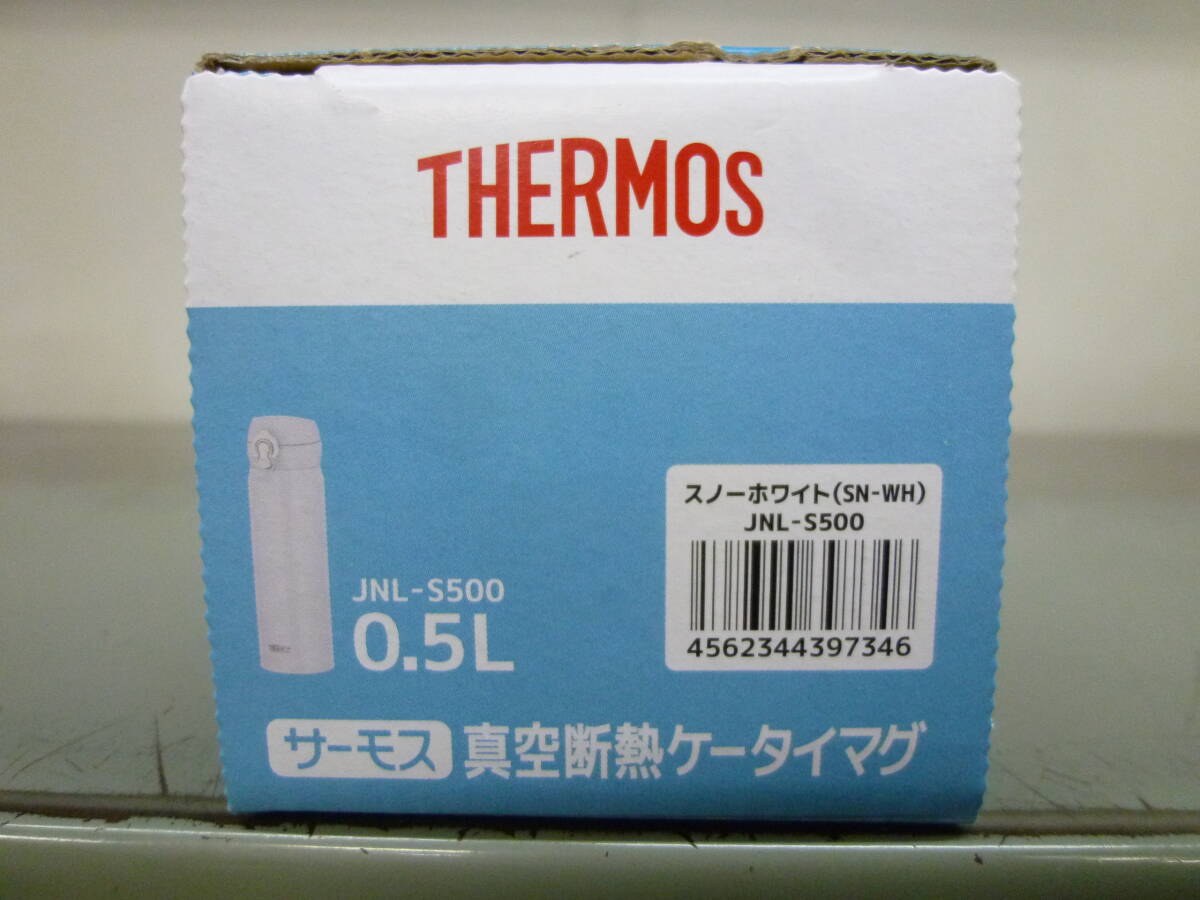 THERMOS
スノーホワイト(SN-WH)
JNL-S500
4562344397346
JNL-S500
0.5L
サーモス 真空断熱ケータイマグ